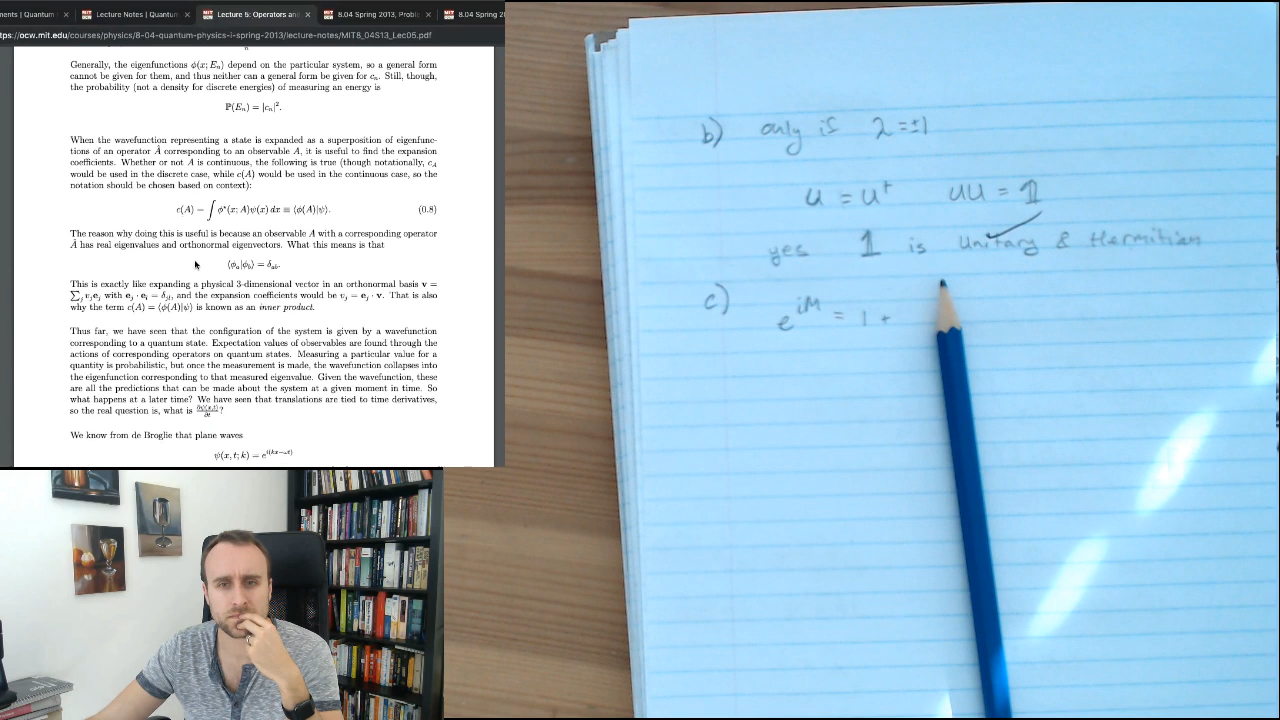 ments | Quantum × Lecture Notes | Quantum × Lecture 5: Operators an × 8.04 Spring 2013, Proble × 8.04 Spring 20
tps://ocw.mit.edu/courses/physics/8-04-quantum-physics-i-spring-2013/lecture-notes/MIT8_04S13_Lec05.pdf
n
Generally, the eigenfunctions ϕ(x; Eₙ) depend on the particular system, so a general form
cannot be given for them, and thus neither can a general form be given for cₙ. Still, though,
the probability (not a density for discrete energies) of measuring an energy is
ℙ(Eₙ) = |cₙ|².
When the wavefunction representing a state is expanded as a superposition of eigenfunc-
tions of an operator Â corresponding to an observable A, it is useful to find the expansion
coefficients. Whether or not A is continuous, the following is true (though notationally, c_A
would be used in the discrete case, while c(A) would be used in the continuous case, so the
notation should be chosen based on context):
c(A) = ∫ ϕ*(x; A)ψ(x) dx ≡ ⟨ϕ(A)|ψ⟩. (0.8)
The reason why doing this is useful is because an observable A with a corresponding operator
Â has real eigenvalues and orthonormal eigenvectors. What this means is that
⟨ϕₐ|ϕ_b⟩ = δ_ab.
This is exactly like expanding a physical 3-dimensional vector in an orthonormal basis v =
∑ⱼ vⱼeⱼ with eⱼ · eₗ = δⱼₗ, and the expansion coefficients would be vⱼ = eⱼ · v. That is also
why the term c(A) = ⟨ϕ(A)|ψ⟩ is known as an inner product.
Thus far, we have seen that the configuration of the system is given by a wavefunction
corresponding to a quantum state. Expectation values of observables are found through the
actions of corresponding operators on quantum states. Measuring a particular value for a
quantity is probabilistic, but once the measurement is made, the wavefunction collapses into
the eigenfunction corresponding to that measured eigenvalue. Given the wavefunction, these
are all the predictions that can be made about the system at a given moment in time. So
what happens at a later time? We have seen that translations are tied to time derivatives,
so the real question is, what is ∂ψ(x,t)/∂t?
We know from de Broglie that plane waves
ψ(x, t; k) = e^{i(kx−ωt)}
b) only is λ = ±1
U = U† UU = 𝟙
yes 𝟙 is Unitary & Hermitian
c) e^{iM} = 1 +